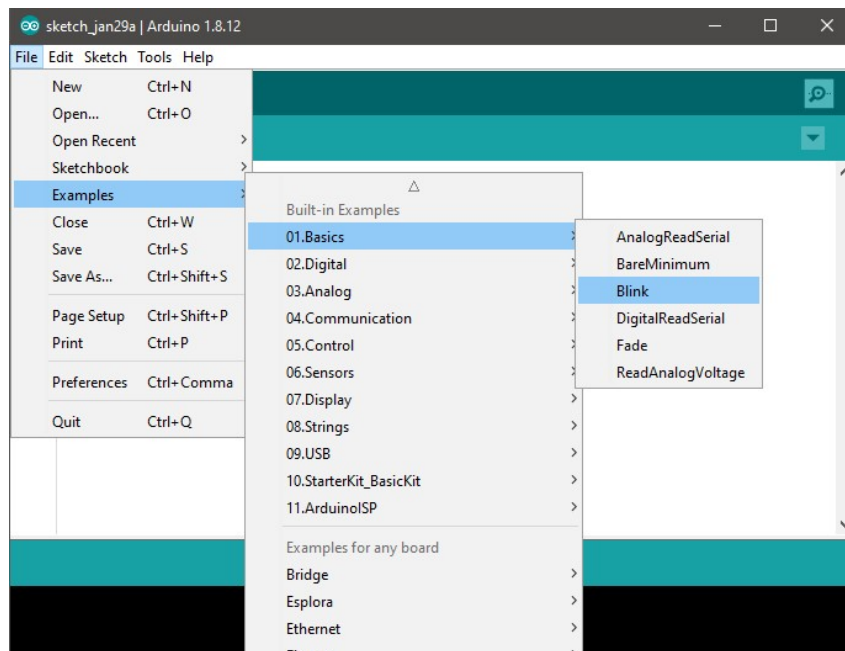 sketch_jan29a | Arduino 1.8.12
File Edit Sketch Tools Help
New Ctrl+N
Open... Ctrl+O
Open Recent
Sketchbook
Examples
Close Ctrl+W
Save Ctrl+S
Save As... Ctrl+Shift+S
Page Setup Ctrl+Shift+P
Print Ctrl+P
Preferences Ctrl+Comma
Quit Ctrl+Q
Built-in Examples
01.Basics
02.Digital
03.Analog
04.Communication
05.Control
06.Sensors
07.Display
08.Strings
09.USB
10.StarterKit_BasicKit
11.ArduinoISP
Examples for any board
Bridge
Esplora
Ethernet
AnalogReadSerial
BareMinimum
Blink
DigitalReadSerial
Fade
ReadAnalogVoltage